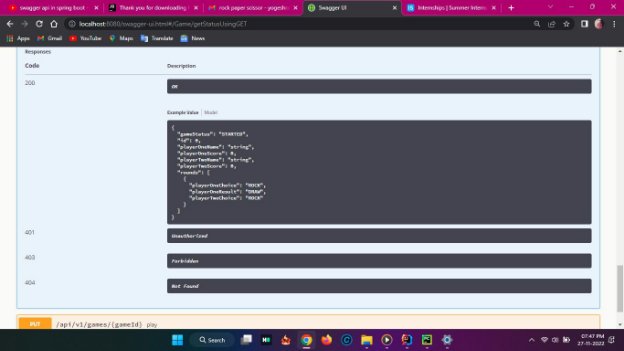 swagger api in spring boot
Thank you for downloading
rock paper scissor - yogesh
Swagger UI
Internships | Summer Intern
localhost:8080/swagger-ui.html#/Game/getStatusUsingGET
Apps
Gmail
YouTube
Maps
Translate
News
Responses
Code
Description
200
OK
Example Value | Model
{
"gameStatus": "STARTED",
"id": 0,
"playerOneName": "string",
"playerOneScore": 0,
"playerTwoName": "string",
"playerTwoScore": 0,
"rounds": [
{
"playerOneChoice": "ROCK",
"playerOneResult": "DRAW",
"playerTwoChoice": "ROCK"
}
]
}
401
Unauthorized
403
Forbidden
404
Not Found
PUT /api/v1/games/{gameId} play
Search
07:47 PM
27-11-2022